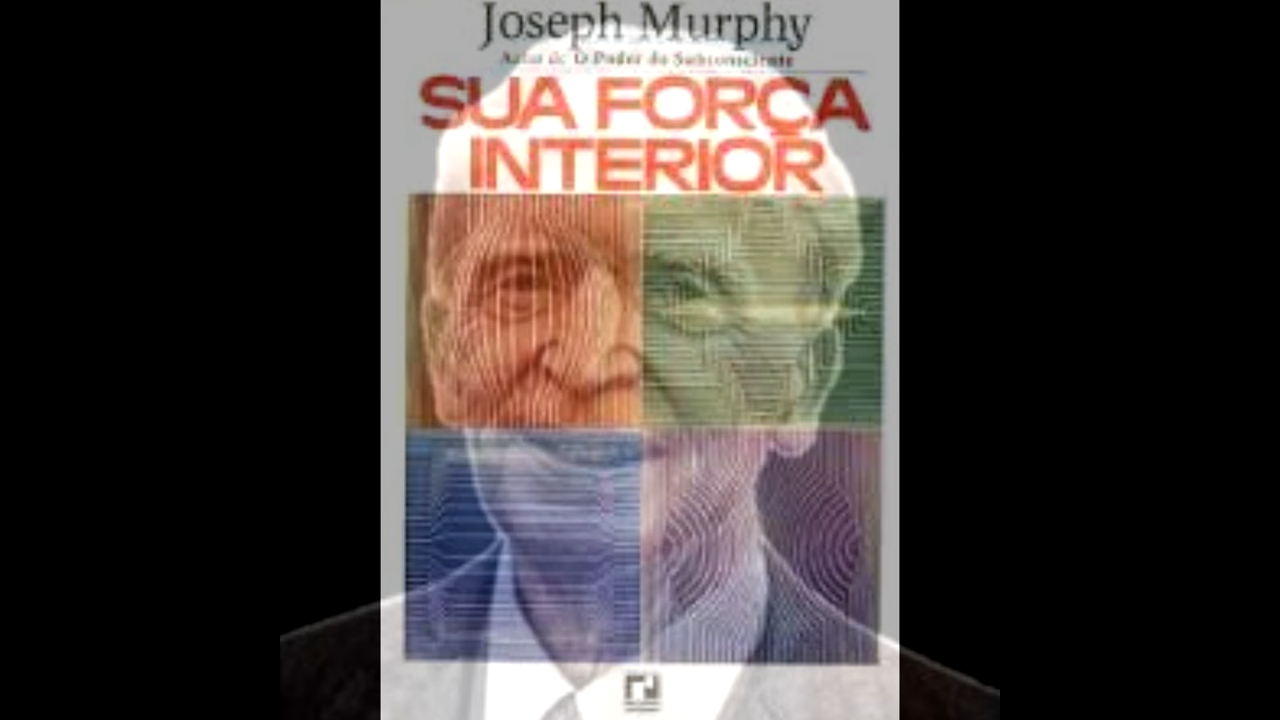 Joseph Murphy
Autor de O Poder do Subconsciente
SUA FORÇA
INTERIOR